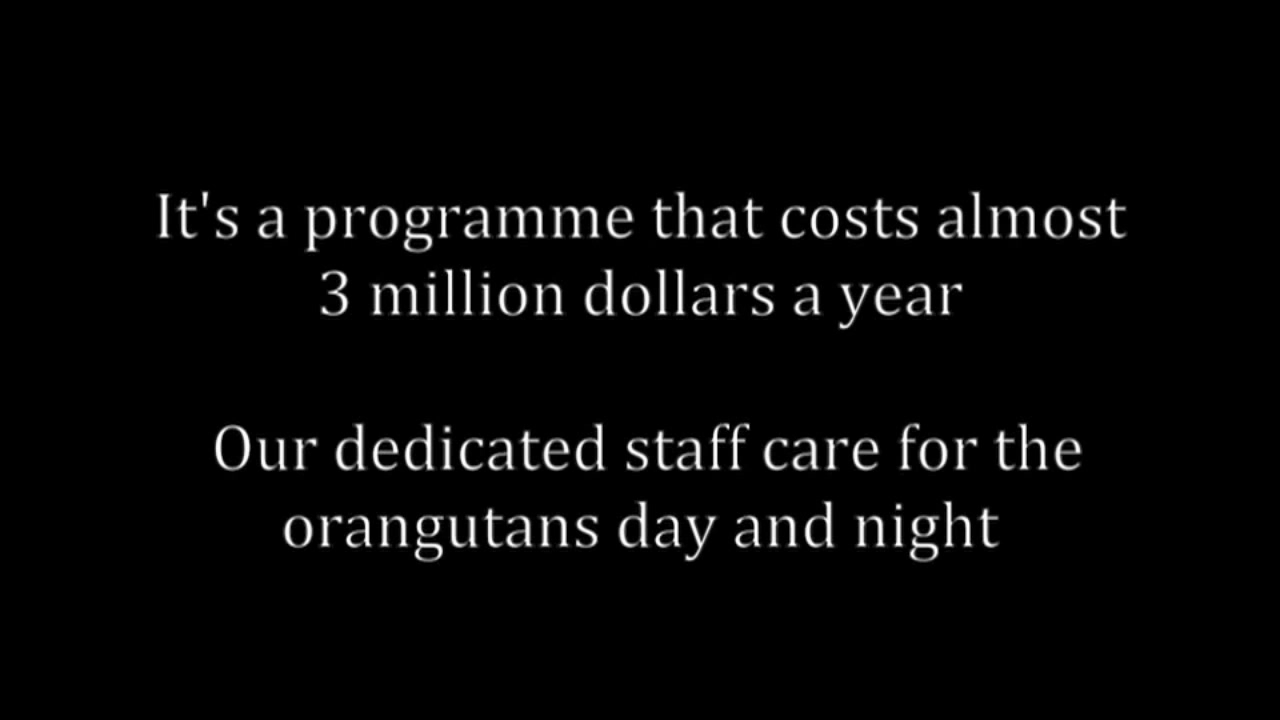 It's a programme that costs almost
3 million dollars a year
Our dedicated staff care for the
orangutans day and night